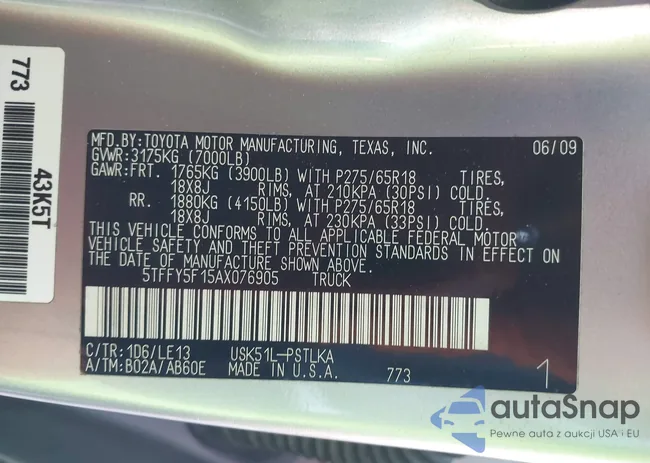 773
43K5T
MFD.BY:TOYOTA MOTOR MANUFACTURING, TEXAS, INC. 06/09
GVWR:3175KG (7000LB)
GAWR:FRT. 1765KG (3900LB) WITH P275/65R18 TIRES,
18X8J RIMS, AT 210KPA (30PSI) COLD.
RR. 1880KG (4150LB) WITH P275/65R18 TIRES,
18X8J RIMS, AT 230KPA (33PSI) COLD.
THIS VEHICLE CONFORMS TO ALL APPLICABLE FEDERAL MOTOR
VEHICLE SAFETY AND THEFT PREVENTION STANDARDS IN EFFECT ON
THE DATE OF MANUFACTURE SHOWN ABOVE.
5TFFY5F15AX076905 TRUCK
C/TR:1D6/LE13 USK51L-PSTLKA
A/TM:B02A/AB60E MADE IN U.S.A. 773 1
autaSnap
Pewne auta z aukcji USA i EU